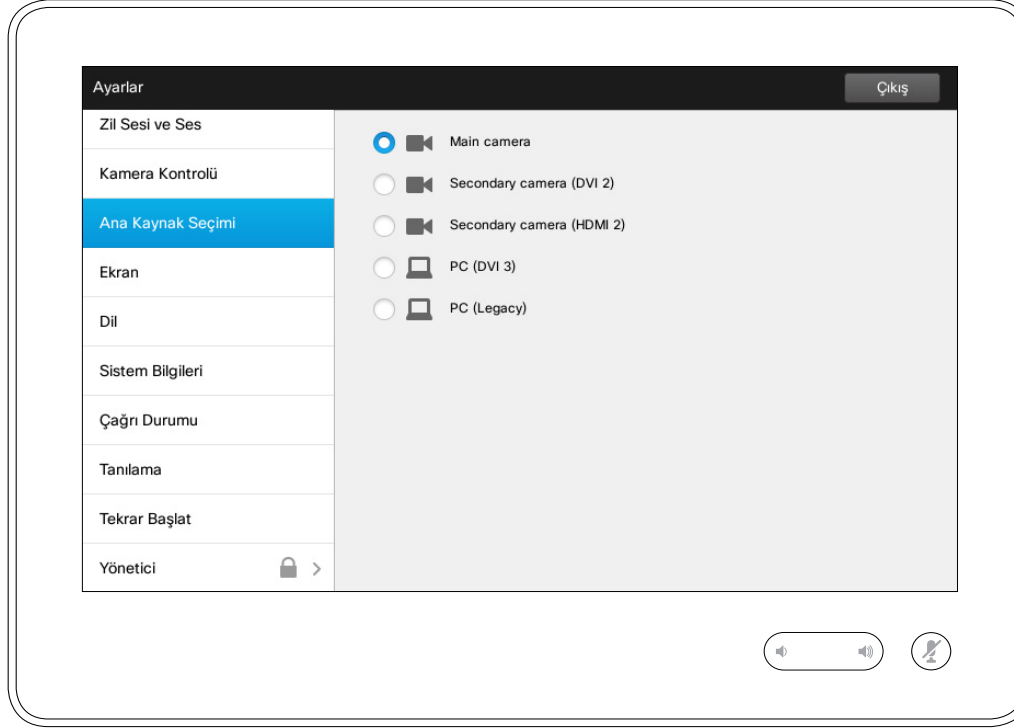 Ayarlar
Çıkış
Zil Sesi ve Ses
Kamera Kontrolü
Ana Kaynak Seçimi
Ekran
Dil
Sistem Bilgileri
Çağrı Durumu
Tanılama
Tekrar Başlat
Yönetici
Main camera
Secondary camera (DVI 2)
Secondary camera (HDMI 2)
PC (DVI 3)
PC (Legacy)